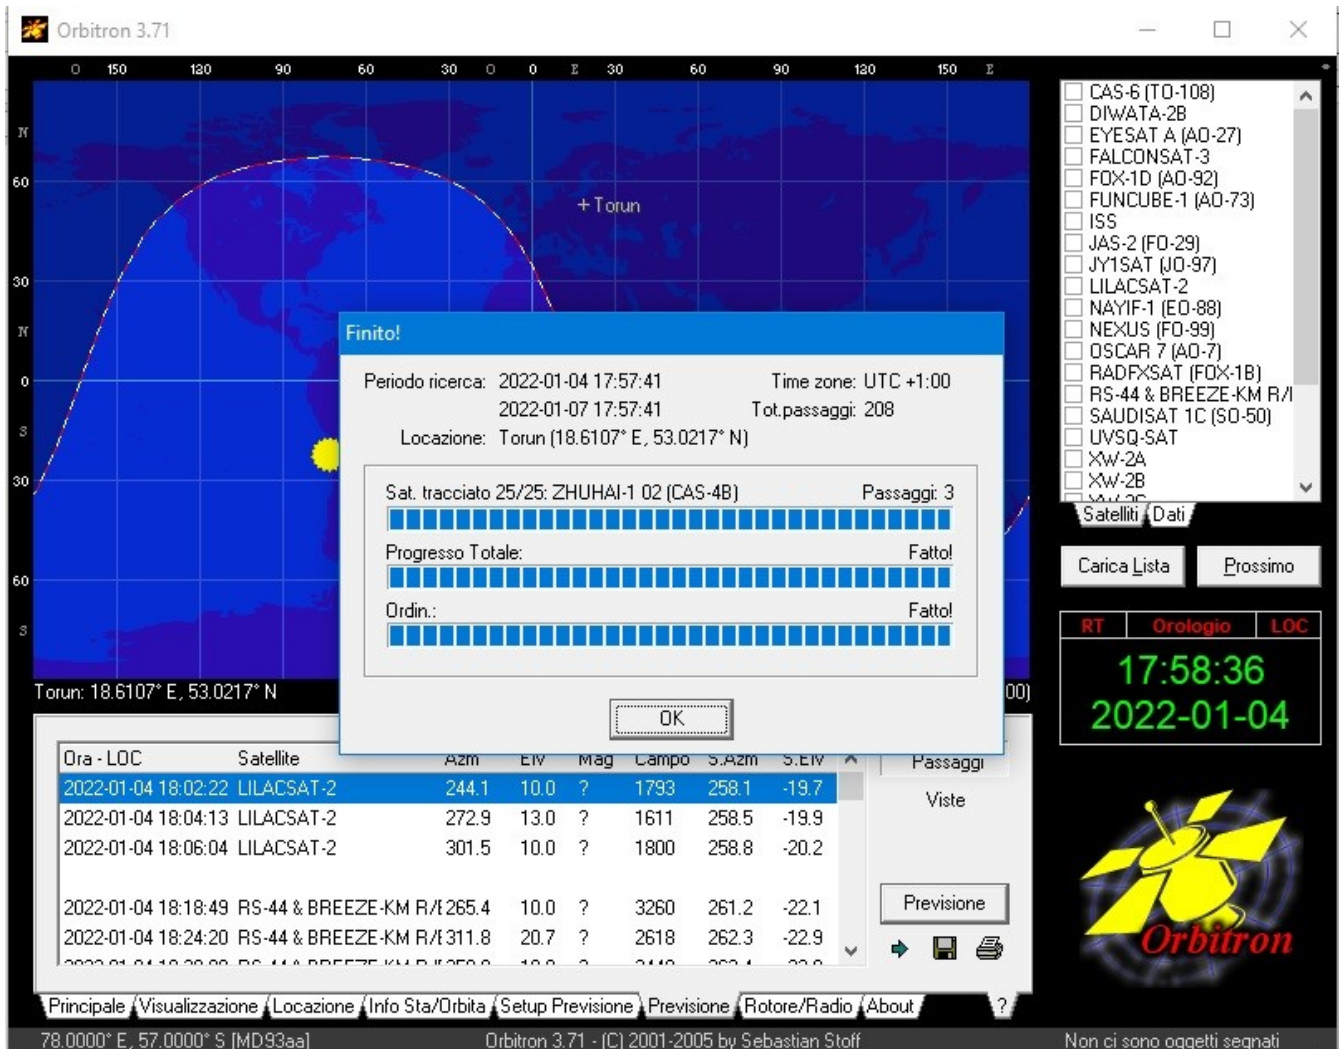 Orbitron 3.71
O 150 120 90 60 30 O 0 E 30 60 90 120 150 E
N
60
30
N
0
S
30
60
S
+ Torun
CAS-6 (TO-108)
DIWATA-2B
EYESAT A (AO-27)
FALCONSAT-3
FOX-1D (AO-92)
FUNCUBE-1 (AO-73)
ISS
JAS-2 (FO-29)
JY1SAT (JO-97)
LILACSAT-2
NAYIF-1 (EO-88)
NEXUS (FO-99)
OSCAR 7 (AO-7)
RADFXSAT (FOX-1B)
RS-44 & BREEZE-KM R/
SAUDISAT 1C (SO-50)
UVSQ-SAT
XW-2A
XW-2B
Satelliti Dati
Carica Lista Prossimo
RT Orologio LOC
17:58:36
2022-01-04
Finito!
Periodo ricerca: 2022-01-04 17:57:41 Time zone: UTC +1:00
2022-01-07 17:57:41 Tot.passaggi: 208
Locazione: Torun (18.6107° E, 53.0217° N)
Sat. tracciato 25/25: ZHUHAI-1 02 (CAS-4B) Passaggi: 3
Progresso Totale: Fatto!
Ordin.: Fatto!
OK
Torun: 18.6107° E, 53.0217° N 00)
Ora - LOC Satellite Azm Elv Mag Campo S.Azm S.Elv
2022-01-04 18:02:22 LILACSAT-2 244.1 10.0 ? 1793 258.1 -19.7
2022-01-04 18:04:13 LILACSAT-2 272.9 13.0 ? 1611 258.5 -19.9
2022-01-04 18:06:04 LILACSAT-2 301.5 10.0 ? 1800 258.8 -20.2
2022-01-04 18:18:49 RS-44 & BREEZE-KM R/ 265.4 10.0 ? 3260 261.2 -22.1
2022-01-04 18:24:20 RS-44 & BREEZE-KM R/ 311.8 20.7 ? 2618 262.3 -22.9
Passaggi
Viste
Previsione
Orbitron
Principale Visualizzazione Locazione Info Sta/Orbita Setup Previsione Previsione Rotore/Radio About ?
78.0000° E, 57.0000° S [MD93aa] Orbitron 3.71 - (C) 2001-2005 by Sebastian Stoff Non ci sono oggetti segnati